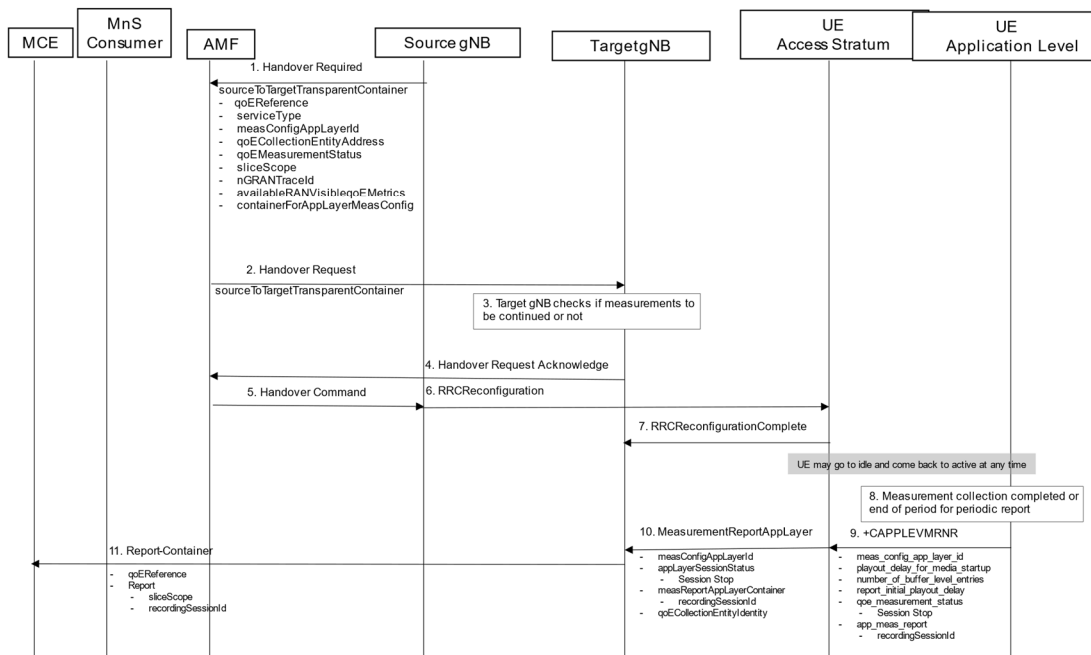 MCE
MnS
Consumer
AMF
Source gNB
Target gNB
UE
Access Stratum
UE
Application Level
1. Handover Required
sourceToTargetTransparentContainer
- qoEReference
- serviceType
- measConfigAppLayerId
- qoECollectionEntityAddress
- qoEMeasurementStatus
- sliceScope
- nGRANTraceId
- availableRANVisibleqoEMetrics
- containerForAppLayerMeasConfig
2. Handover Request
sourceToTargetTransparentContainer
3. Target gNB checks if measurements to
be continued or not
4. Handover Request Acknowledge
5. Handover Command
6. RRCReconfiguration
7. RRCReconfigurationComplete
UE may go to idle and come back to active at any time
8. Measurement collection completed or
end of period for periodic report
9. +CAPPLEVMRNR
- meas_config_app_layer_id
- playout_delay_for_media_startup
- number_of_buffer_level_entries
- report_initial_playout_delay
- qoe_measurement_status
- Session Stop
- app_meas_report
- recordingSessionId
10. MeasurementReportAppLayer
- measConfigAppLayerId
- appLayerSessionStatus
- Session Stop
- measReportAppLayerContainer
- recordingSessionId
- qoECollectionEntityIdentity
11. Report-Container
- qoEReference
- Report
- sliceScope
- recordingSessionId